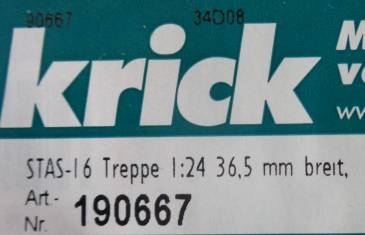 90667 34D08
krick
STAS-16 Treppe 1:24 36,5 mm breit,
Art-
Nr. 190667